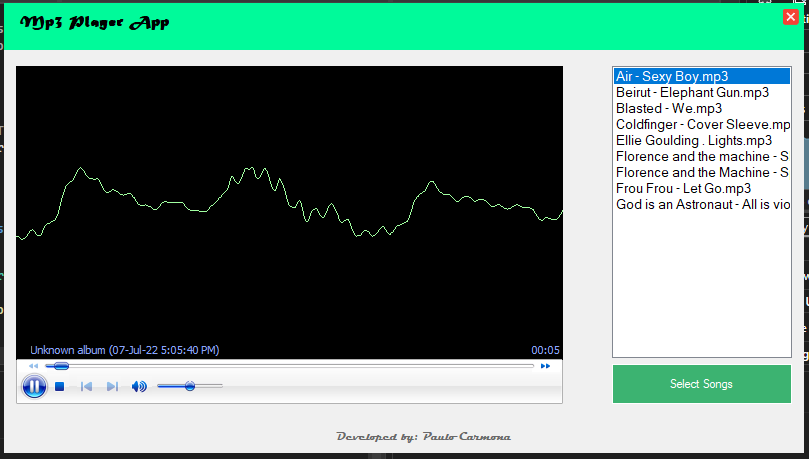 Mp3 Player App
Air - Sexy Boy.mp3
Beirut - Elephant Gun.mp3
Blasted - We.mp3
Coldfinger - Cover Sleeve.mp
Ellie Goulding . Lights.mp3
Florence and the machine - S
Florence and the Machine - S
Frou Frou - Let Go.mp3
God is an Astronaut - All is vio
Unknown album (07-Jul-22 5:05:40 PM)
00:05
Select Songs
Developed by: Paulo Carmona